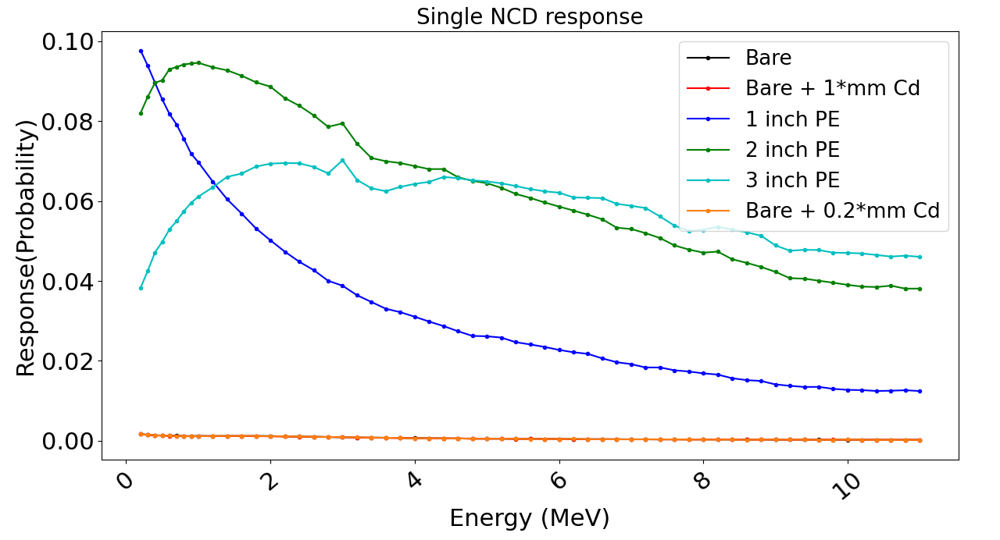 Single NCD response
Response(Probability)
0.10
0.08
0.06
0.04
0.02
0.00
Bare
Bare + 1*mm Cd
1 inch PE
2 inch PE
3 inch PE
Bare + 0.2*mm Cd
0
2
4
6
8
10
Energy (MeV)